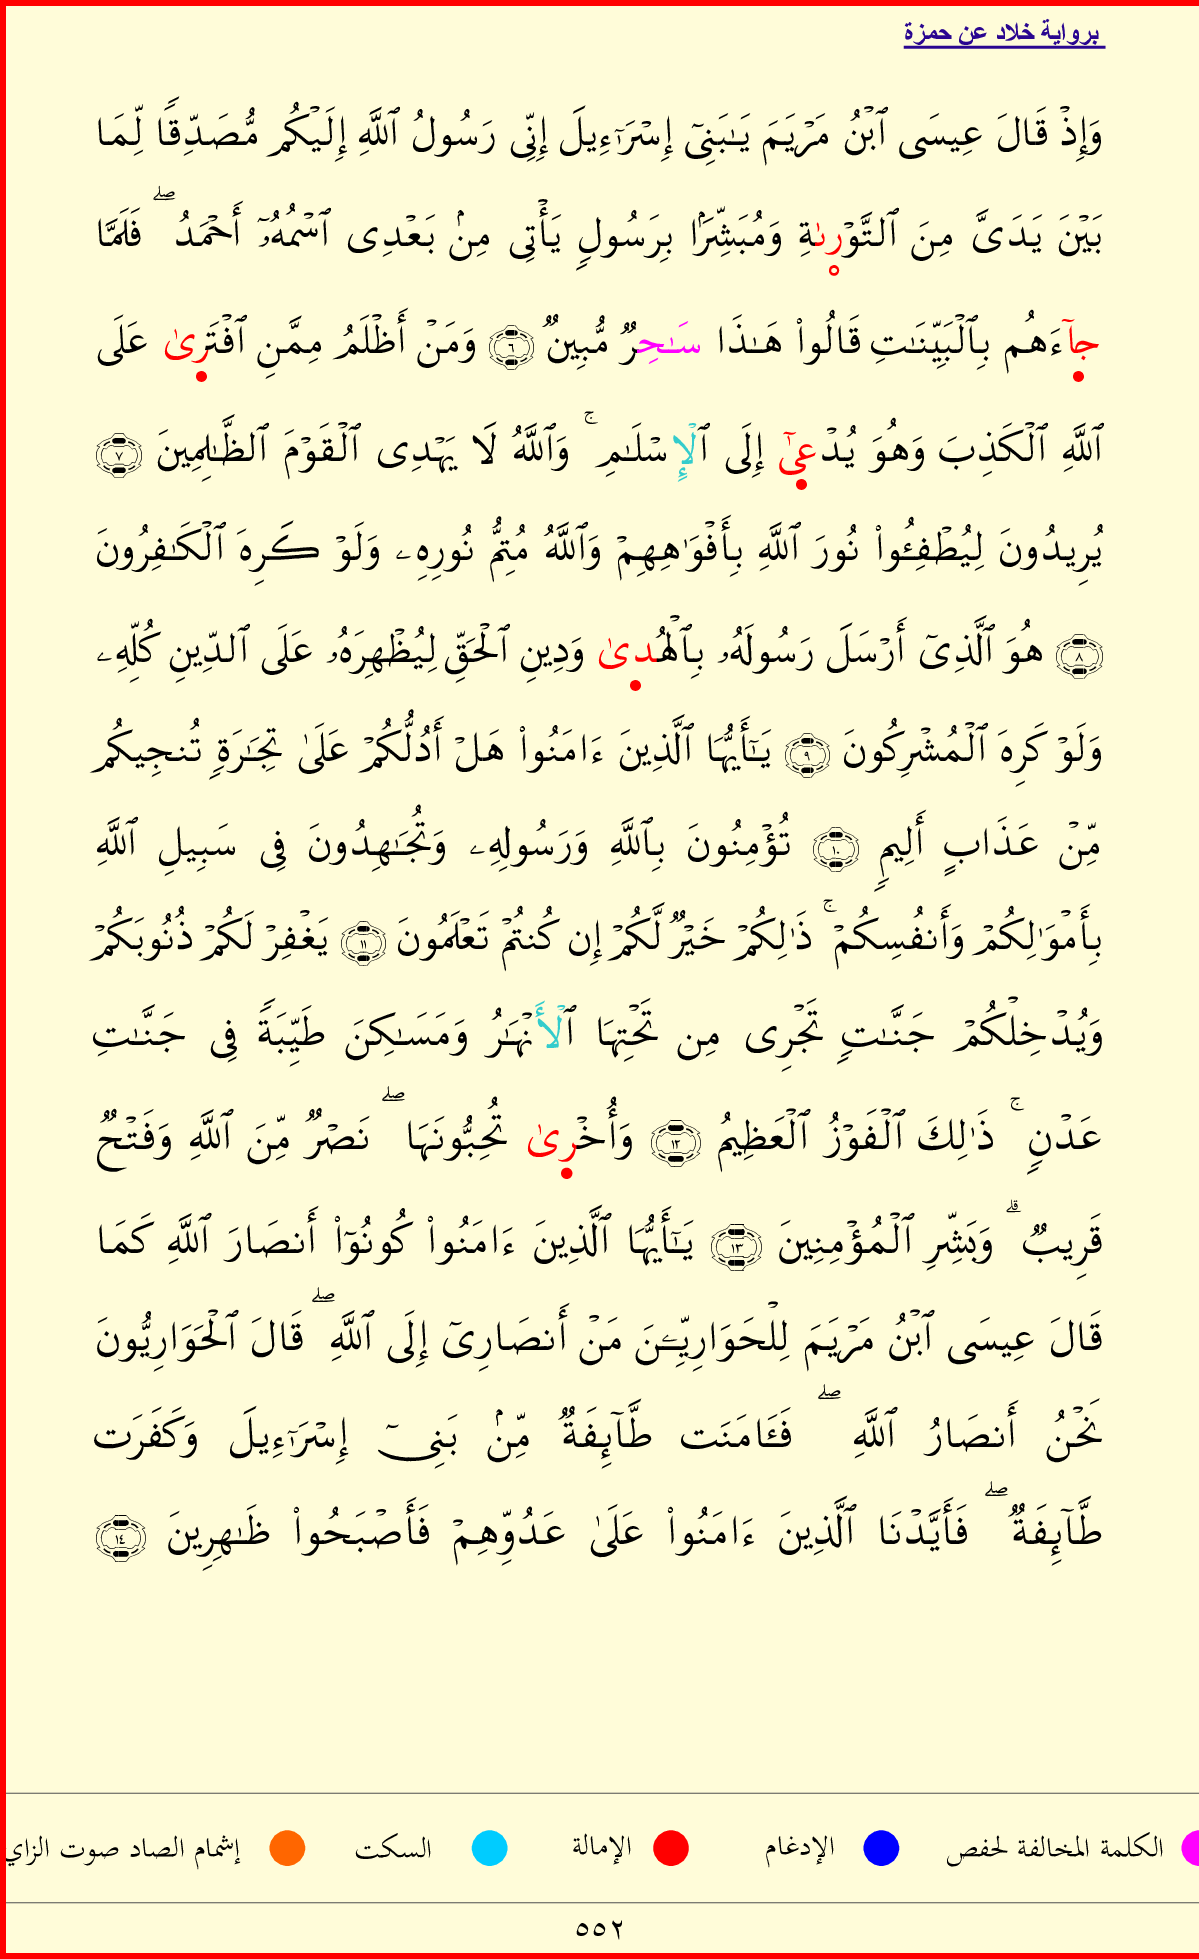 برواية خلاد عن حمزة
وَإِذۡ قَالَ عِيسَى ٱبۡنُ مَرۡيَمَ يَٰبَنِيٓ إِسۡرَٰٓءِيلَ إِنِّي رَسُولُ ٱللَّهِ إِلَيۡكُم مُّصَدِّقٗا لِّمَا
بَيۡنَ يَدَيَّ مِنَ ٱلتَّوۡرىٰةِ وَمُبَشِّرَۢا بِرَسُولٖ يَأۡتِي مِنۢ بَعۡدِي ٱسۡمُهُۥٓ أَحۡمَدُۖ فَلَمَّا
جآءَهُم بِٱلۡبَيِّنَٰتِ قَالُواْ هَٰذَا سَٰحِرٞ مُّبِينٞ ٦ وَمَنۡ أَظۡلَمُ مِمَّنِ ٱفۡتَرىٰ عَلَى
ٱللَّهِ ٱلۡكَذِبَ وَهُوَ يُدۡعىٰٓ إِلَى ٱلۡإِسۡلَٰمِۚ وَٱللَّهُ لَا يَهۡدِي ٱلۡقَوۡمَ ٱلظَّٰلِمِينَ ٧
يُرِيدُونَ لِيُطۡفِـُٔواْ نُورَ ٱللَّهِ بِأَفۡوَٰهِهِمۡ وَٱللَّهُ مُتِمُّ نُورِهِۦ وَلَوۡ كَرِهَ ٱلۡكَٰفِرُونَ
٨ هُوَ ٱلَّذِيٓ أَرۡسَلَ رَسُولَهُۥ بِٱلۡهُدىٰ وَدِينِ ٱلۡحَقِّ لِيُظۡهِرَهُۥ عَلَى ٱلدِّينِ كُلِّهِۦ
وَلَوۡ كَرِهَ ٱلۡمُشۡرِكُونَ ٩ يَٰٓأَيُّهَا ٱلَّذِينَ ءَامَنُواْ هَلۡ أَدُلُّكُمۡ عَلَىٰ تِجَٰرَةٖ تُنجِيكُم
مِّنۡ عَذَابٍ أَلِيمٖ ١٠ تُؤۡمِنُونَ بِٱللَّهِ وَرَسُولِهِۦ وَتُجَٰهِدُونَ فِي سَبِيلِ ٱللَّهِ
بِأَمۡوَٰلِكُمۡ وَأَنفُسِكُمۡۚ ذَٰلِكُمۡ خَيۡرٞ لَّكُمۡ إِن كُنتُمۡ تَعۡلَمُونَ ١١ يَغۡفِرۡ لَكُمۡ ذُنُوبَكُمۡ
وَيُدۡخِلۡكُمۡ جَنَّٰتٖ تَجۡرِي مِن تَحۡتِهَا ٱلۡأَنۡهَٰرُ وَمَسَٰكِنَ طَيِّبَةٗ فِي جَنَّٰتِ
عَدۡنٖۚ ذَٰلِكَ ٱلۡفَوۡزُ ٱلۡعَظِيمُ ١٢ وَأُخۡرىٰ تُحِبُّونَهَاۖ نَصۡرٞ مِّنَ ٱللَّهِ وَفَتۡحٞ
قَرِيبٞۗ وَبَشِّرِ ٱلۡمُؤۡمِنِينَ ١٣ يَٰٓأَيُّهَا ٱلَّذِينَ ءَامَنُواْ كُونُوٓاْ أَنصَارَ ٱللَّهِ كَمَا
قَالَ عِيسَى ٱبۡنُ مَرۡيَمَ لِلۡحَوَارِيِّـۧنَ مَنۡ أَنصَارِيٓ إِلَى ٱللَّهِۖ قَالَ ٱلۡحَوَارِيُّونَ
نَحۡنُ أَنصَارُ ٱللَّهِۖ فَـَٔامَنَت طَّآئِفَةٞ مِّنۢ بَنِيٓ إِسۡرَٰٓءِيلَ وَكَفَرَت
طَّآئِفَةٞۖ فَأَيَّدۡنَا ٱلَّذِينَ ءَامَنُواْ عَلَىٰ عَدُوِّهِمۡ فَأَصۡبَحُواْ ظَٰهِرِينَ ١٤
الكلمة المخالفة لحفص الإدغام الإمالة السكت إشمام الصاد صوت الزاي
٥٥٢